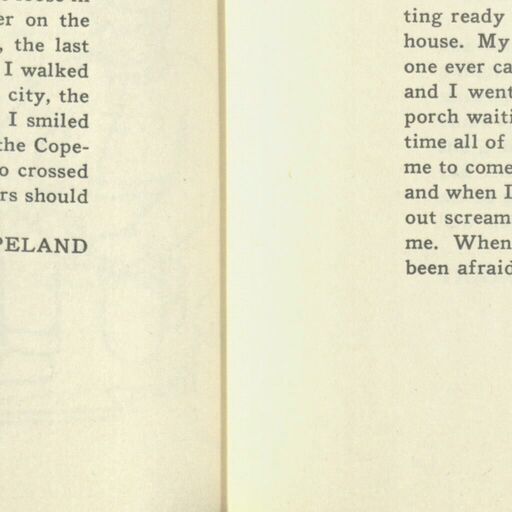 er on the
, the last
I walked
city, the
I smiled
the Cope-
o crossed
rs should
PELAND
ting ready
house. My
one ever ca
and I went
porch waiti
time all of
me to come
and when I
out scream
me. When
been afraid